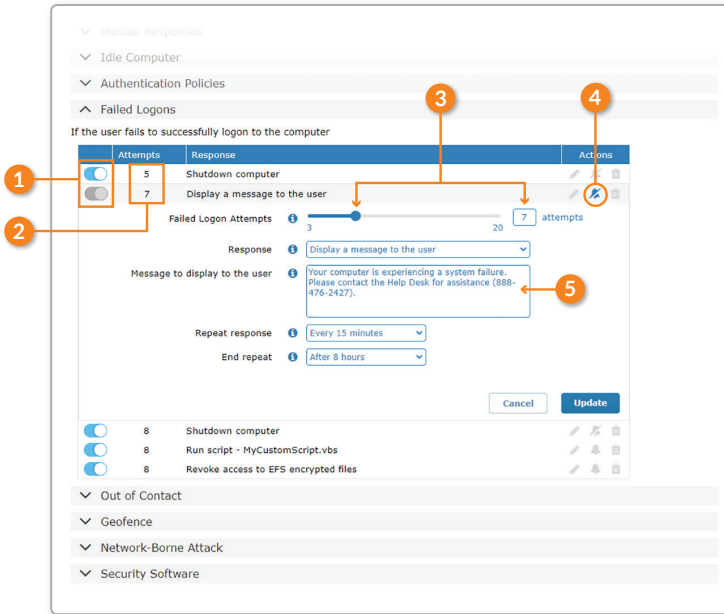 Manual Responses
Idle Computer
Authentication Policies
Failed Logons
If the user fails to successfully logon to the computer
Attempts Response Actions
5 Shutdown computer
7 Display a message to the user
Failed Logon Attempts 7 attempts
3 20
Response Display a message to the user
Message to display to the user Your computer is experiencing a system failure.
Please contact the Help Desk for assistance (888-
476-2427).
Repeat response Every 15 minutes
End repeat After 8 hours
Cancel Update
8 Shutdown computer
8 Run script - MyCustomScript.vbs
8 Revoke access to EFS encrypted files
Out of Contact
Geofence
Network-Borne Attack
Security Software
1
2
3
4
5